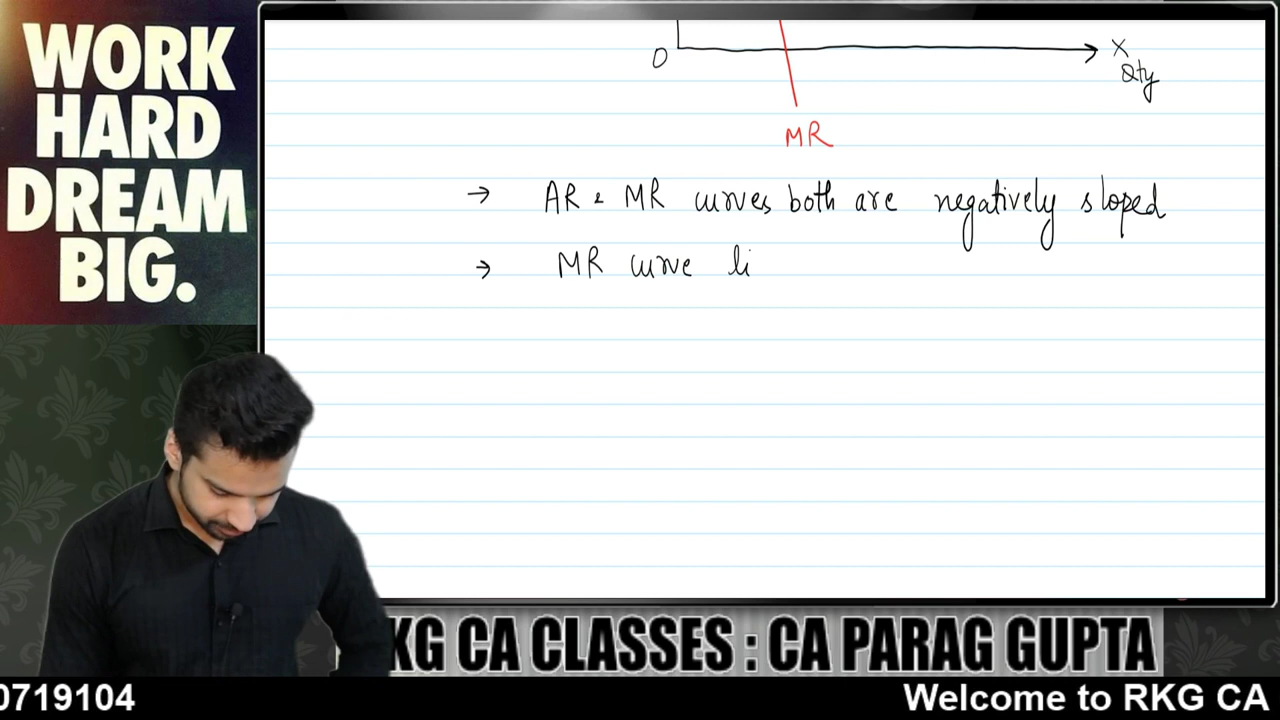 WORK
HARD
DREAM
BIG.
O
X
Qty
MR
→ AR & MR curves both are negatively sloped
→ MR curve li
KG CA CLASSES : CA PARAG GUPTA
0719104
Welcome to RKG CA